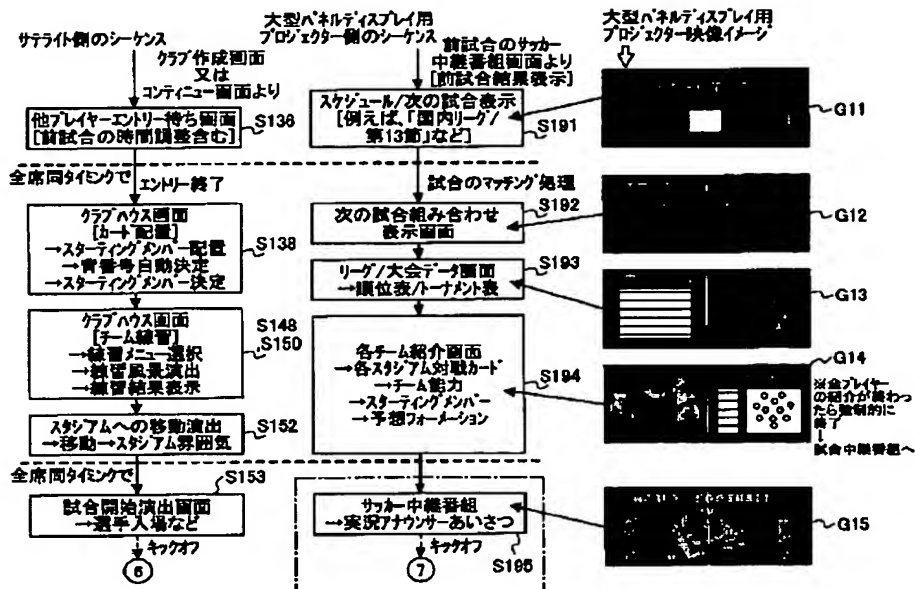 サテライト側のシーケンス
クラブ作成画面
又は
コンティニュー画面より
他プレイヤーエントリー待ち画面
[前試合の時間調整含む]
S136
全席同タイミングで
エントリー終了
クラブハウス画面
[カード配置]
→スターティングメンバー配置
→背番号自動決定
→スターティングメンバー決定
S138
クラブハウス画面
[チーム練習]
→練習メニュー選択
→練習風景演出
→練習結果表示
S148
S150
スタジアムへの移動演出
→移動→スタジアム雰囲気
S152
全席同タイミングで
S153
試合開始演出画面
→選手入場など
キックオフ
6
大型パネルディスプレイ用
プロジェクター側のシーケンス
前試合のサッカー
中継番組画面より
[前試合結果表示]
スケジュール/次の試合表示
[例えば、「国内リーグ/
第13節」など]
S191
試合のマッチング処理
S192
次の試合組み合わせ
表示画面
S193
リーグ/大会データ画面
→順位表/トーナメント表
各チーム紹介画面
→各スタジアム対戦カード
→チーム能力
→スターティングメンバー
→予想フォーメーション
S194
サッカー中継番組
→実況アナウンサーあいさつ
キックオフ
S195
7
大型パネルディスプレイ用
プロジェクター映像イメージ
G11
G12
G13
G14
※全プレイヤー
の紹介が終わっ
たら強制的に
終了
↓
試合中継番組へ
G15